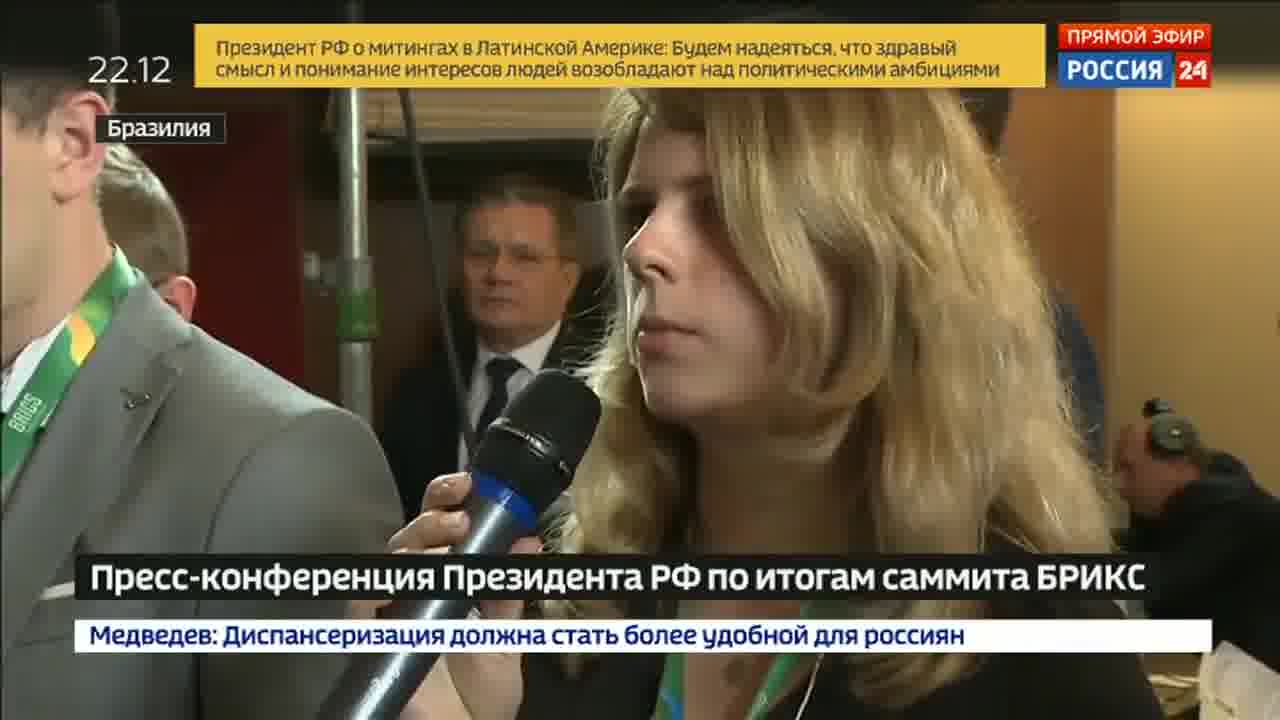 22.12
Президент РФ о митингах в Латинской Америке: Будем надеяться, что здравый
смысл и понимание интересов людей возобладают над политическими амбициями
ПРЯМОЙ ЭФИР
РОССИЯ 24
Бразилия
BRICS
Пресс-конференция Президента РФ по итогам саммита БРИКС
Медведев: Диспансеризация должна стать более удобной для россиян